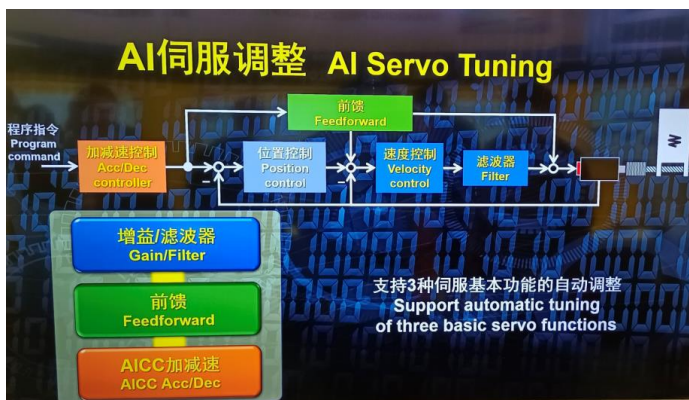 AI伺服调整 AI Servo Tuning
前馈
Feedforward
程序指令
Program
command
加减速控制
Acc/Dec
controller
位置控制
Position
control
速度控制
Velocity
control
滤波器
Filter
增益/滤波器
Gain/Filter
前馈
Feedforward
AICC加减速
AICC Acc/Dec
支持3种伺服基本功能的自动调整
Support automatic tuning
of three basic servo functions